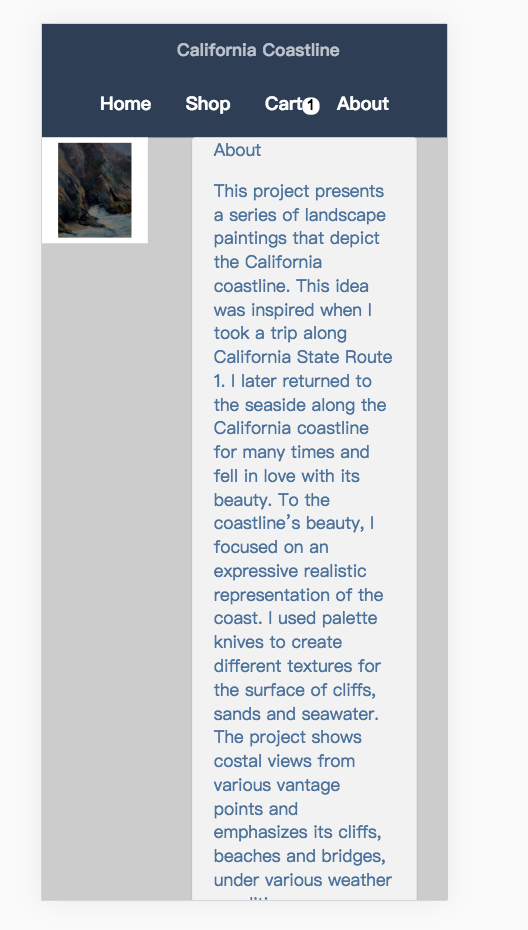 California Coastline
Home Shop Cart1 About
About
This project presents
a series of landscape
paintings that depict
the California
coastline. This idea
was inspired when I
took a trip along
California State Route
1. I later returned to
the seaside along the
California coastline
for many times and
fell in love with its
beauty. To the
coastline's beauty, I
focused on an
expressive realistic
representation of the
coast. I used palette
knives to create
different textures for
the surface of cliffs,
sands and seawater.
The project shows
costal views from
various vantage
points and
emphasizes its cliffs,
beaches and bridges,
under various weather